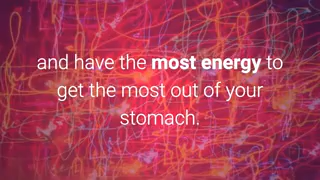 and have the most energy to
get the most out of your
stomach.